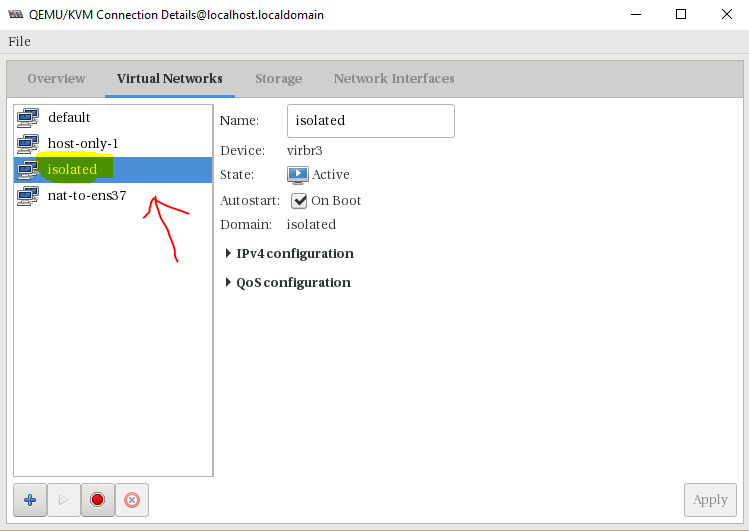 QEMU/KVM Connection Details@localhost.localdomain
File
Overview Virtual Networks Storage Network Interfaces
default
host-only-1
isolated
nat-to-ens37
Name: isolated
Device: virbr3
State: Active
Autostart: On Boot
Domain: isolated
IPv4 configuration
QoS configuration
Apply